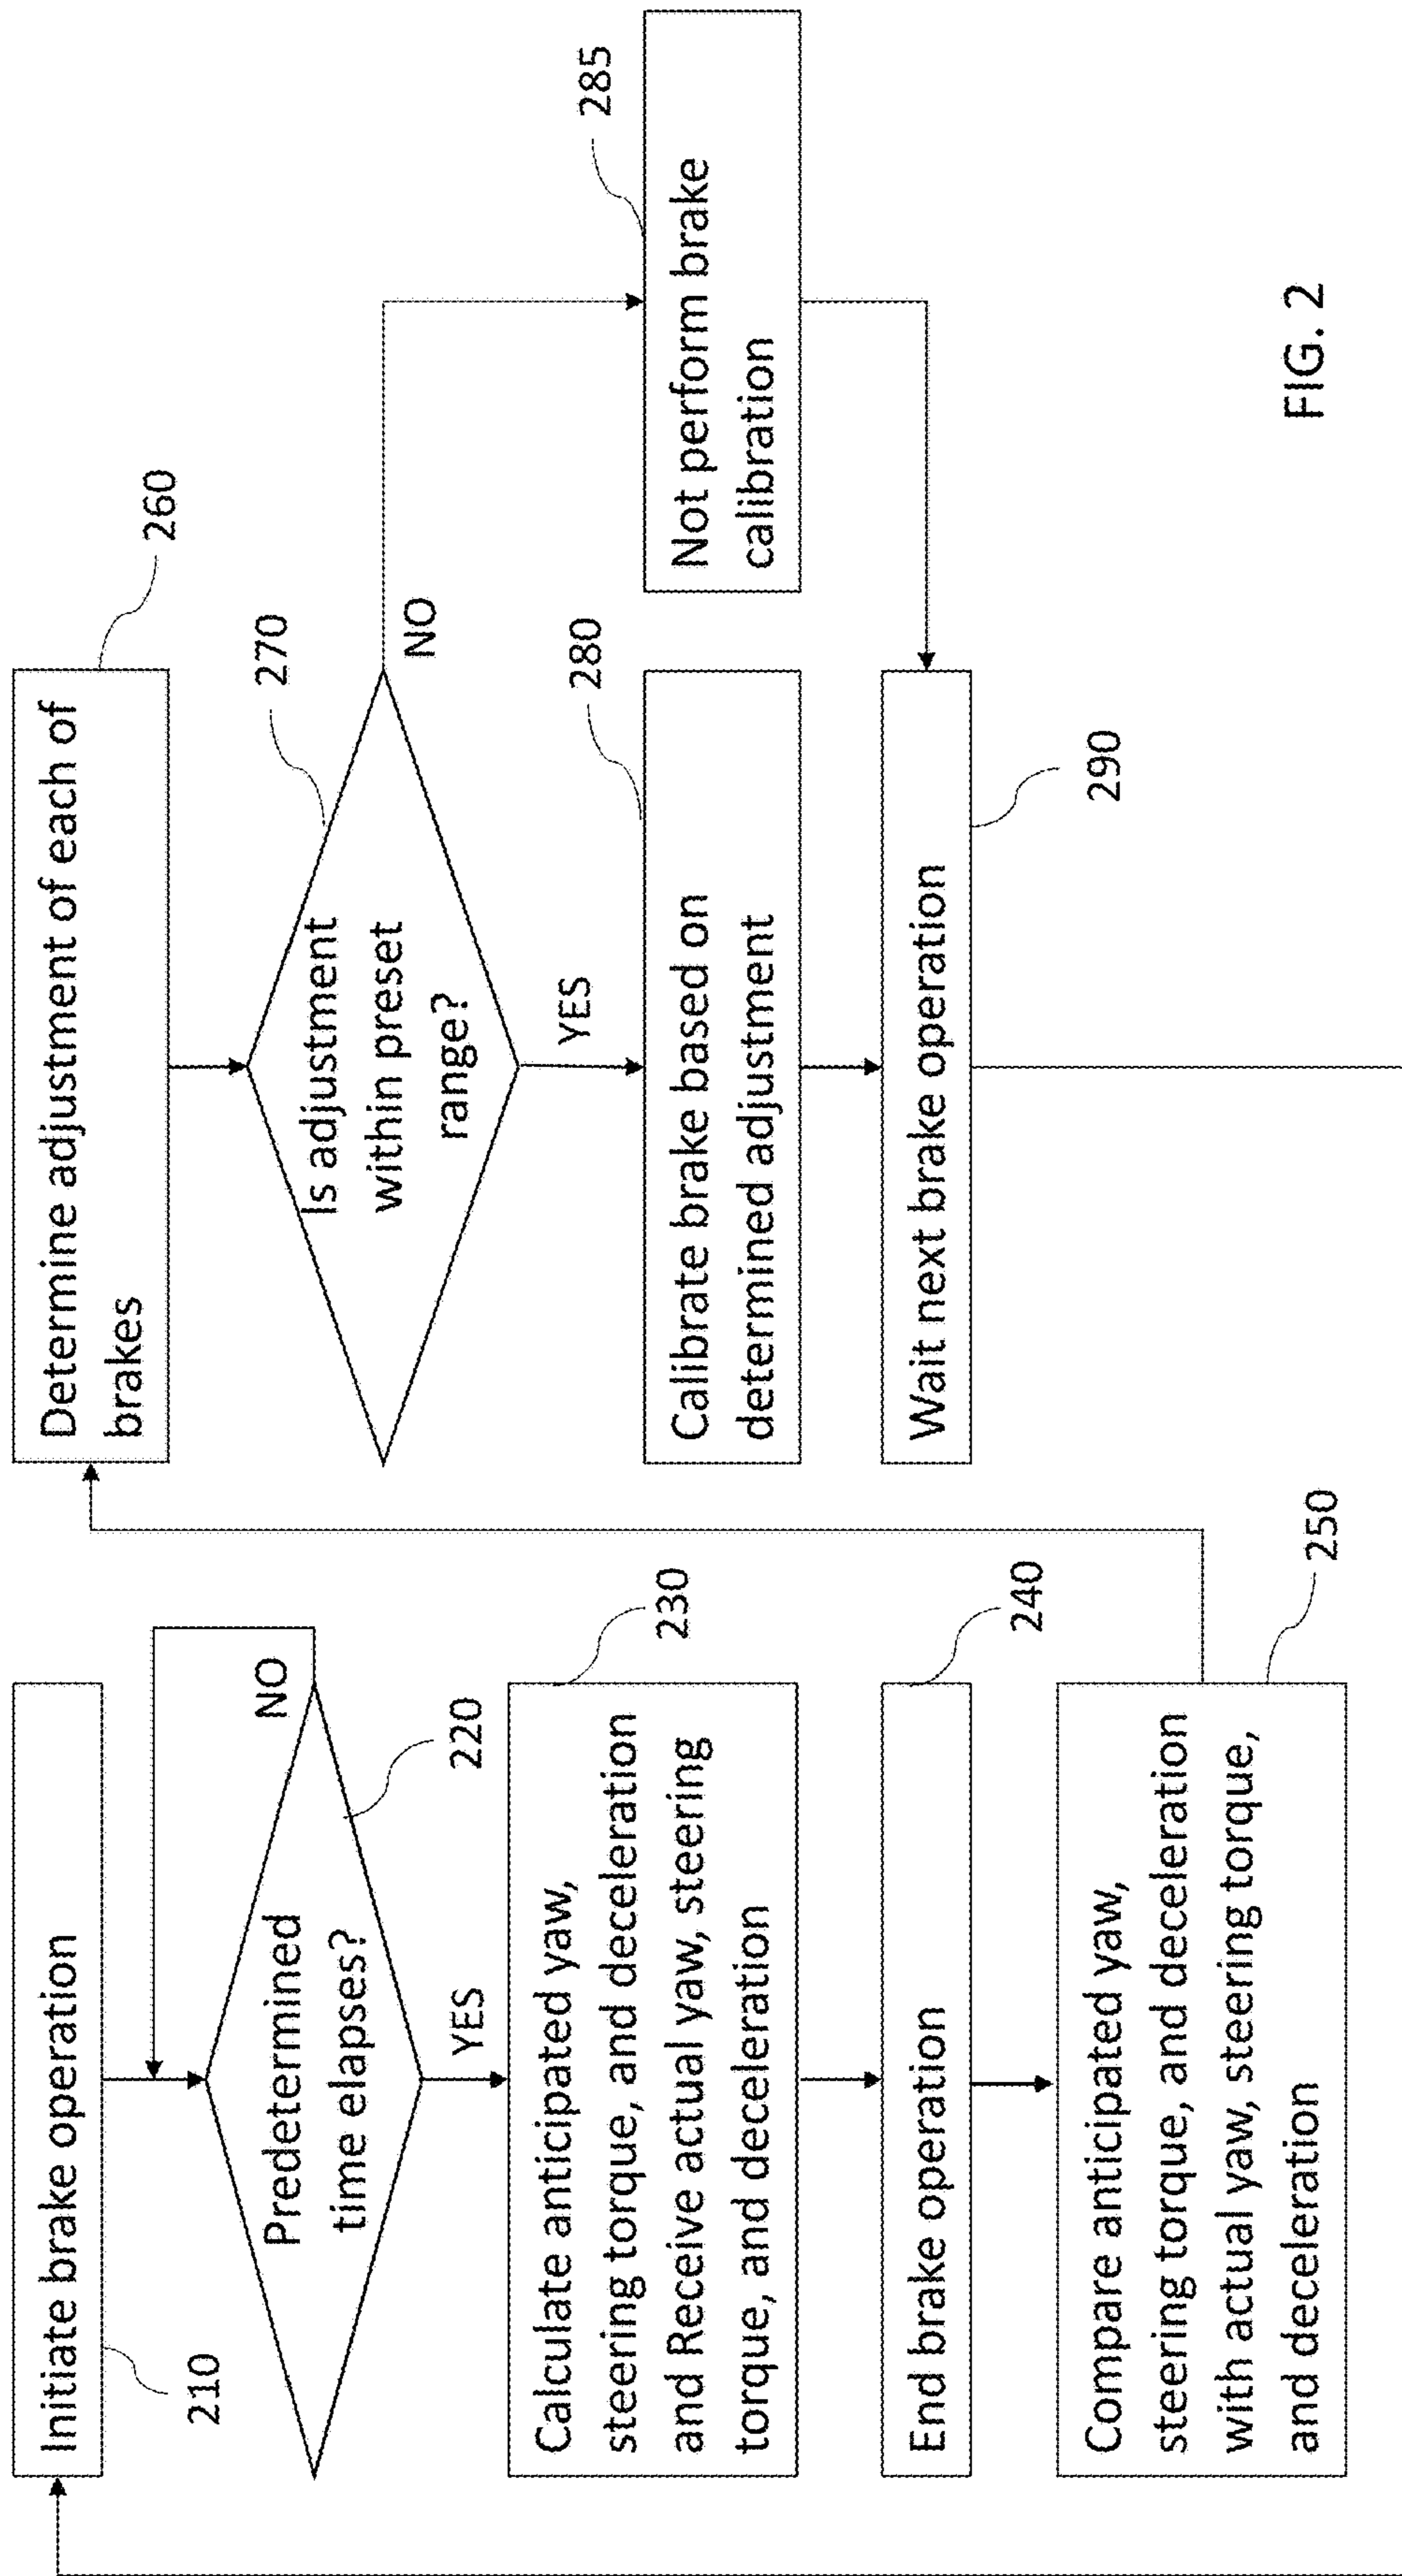 Initiate brake operation
210
Predetermined
time elapses?
NO
220
YES
Calculate anticipated yaw,
steering torque, and deceleration
and Receive actual yaw, steering
torque, and deceleration
230
End brake operation
240
Compare anticipated yaw,
steering torque, and deceleration
with actual yaw, steering torque,
and deceleration
250
Determine adjustment of each of
brakes
260
Is adjustment
within preset
range?
270
NO
YES
Calibrate brake based on
determined adjustment
280
Not perform brake
calibration
285
Wait next brake operation
290
FIG. 2